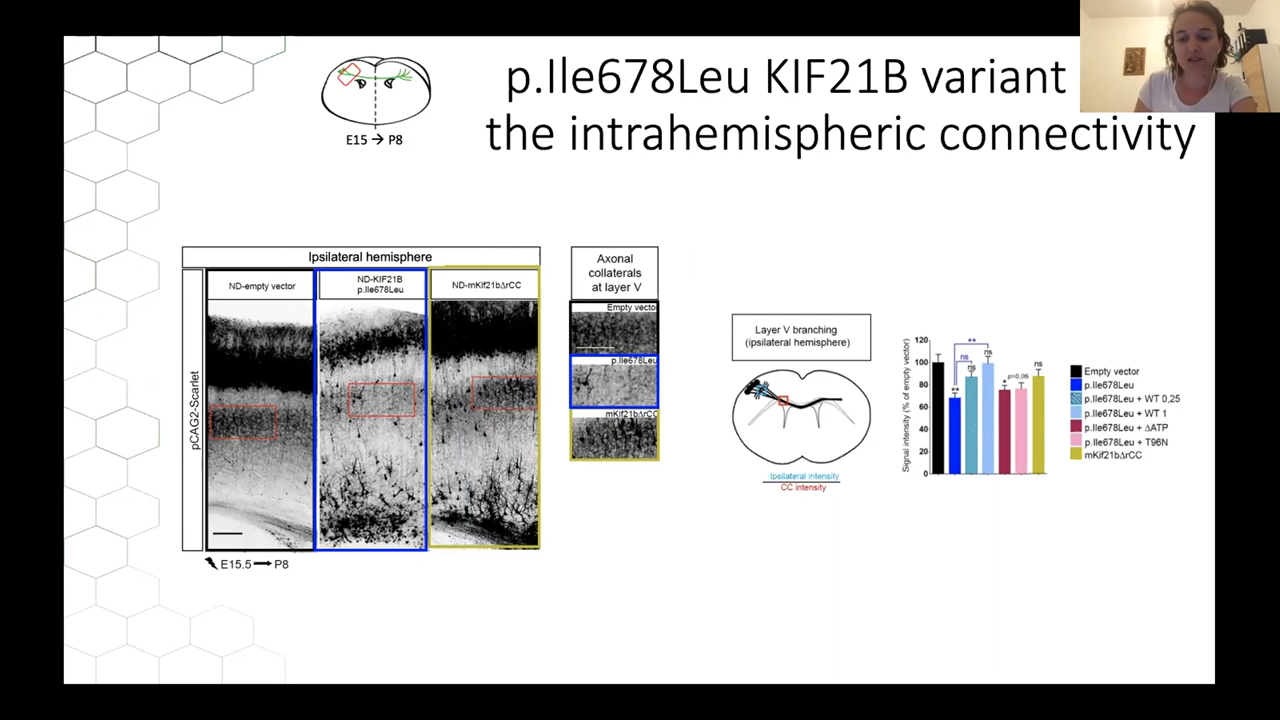 p.Ile678Leu KIF21B variant
the intrahemispheric connectivity
E15 → P8
Ipsilateral hemisphere
ND-empty vector
ND-KIF21B
p.Ile678Leu
ND-mKif21bΔrCC
pCAG2-Scarlet
E15.5 → P8
Axonal
collaterals
at layer V
Empty vecto
p.Ile678Leu
mKif21bΔrCC
Layer V branching
(ipsilateral hemisphere)
Ipsilateral intensity
CC intensity
Signal intensity (% of empty vector)
120
100
80
60
40
20
0
**
ns
ns
ns
**
*
p=0,06
ns
Empty vector
p.Ile678Leu
p.Ile678Leu + WT 0,25
p.Ile678Leu + WT 1
p.Ile678Leu + ΔATP
p.Ile678Leu + T96N
mKif21bΔrCC